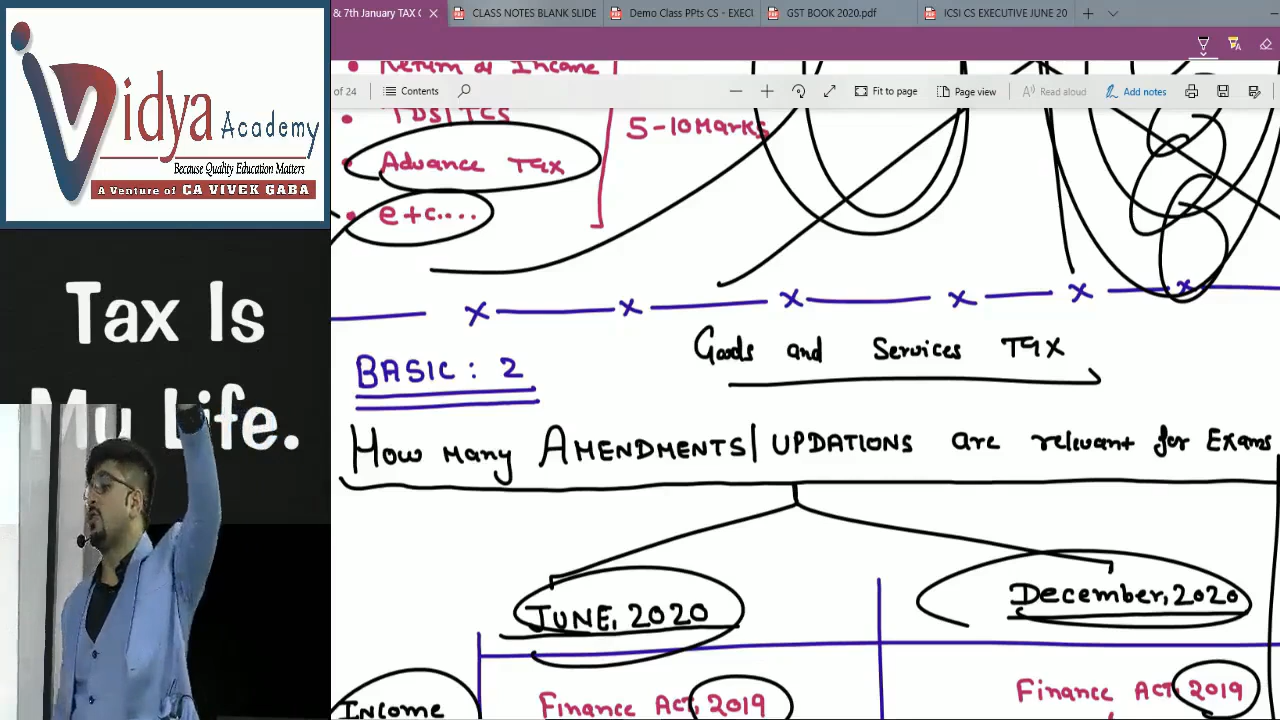 & 7th January TAX C
CLASS NOTES BLANK SLIDE
Demo Class PPts CS - EXECU
GST BOOK 2020.pdf
ICSI CS EXECUTIVE JUNE 20
Vidya Academy
Because Quality Education Matters
A Venture of CA VIVEK GABA
Tax Is
My Life.
Return of Income
of 24
Contents
Fit to page
Page view
Read aloud
Add notes
TDS/TCS
5-10 Marks
Advance Tax
etc....
Goods and Services Tax
BASIC: 2
How many AMENDMENTS/UPDATIONS are relevant for Exams
JUNE, 2020
December, 2020
Income
Finance Act, 2019
Finance Act, 2019